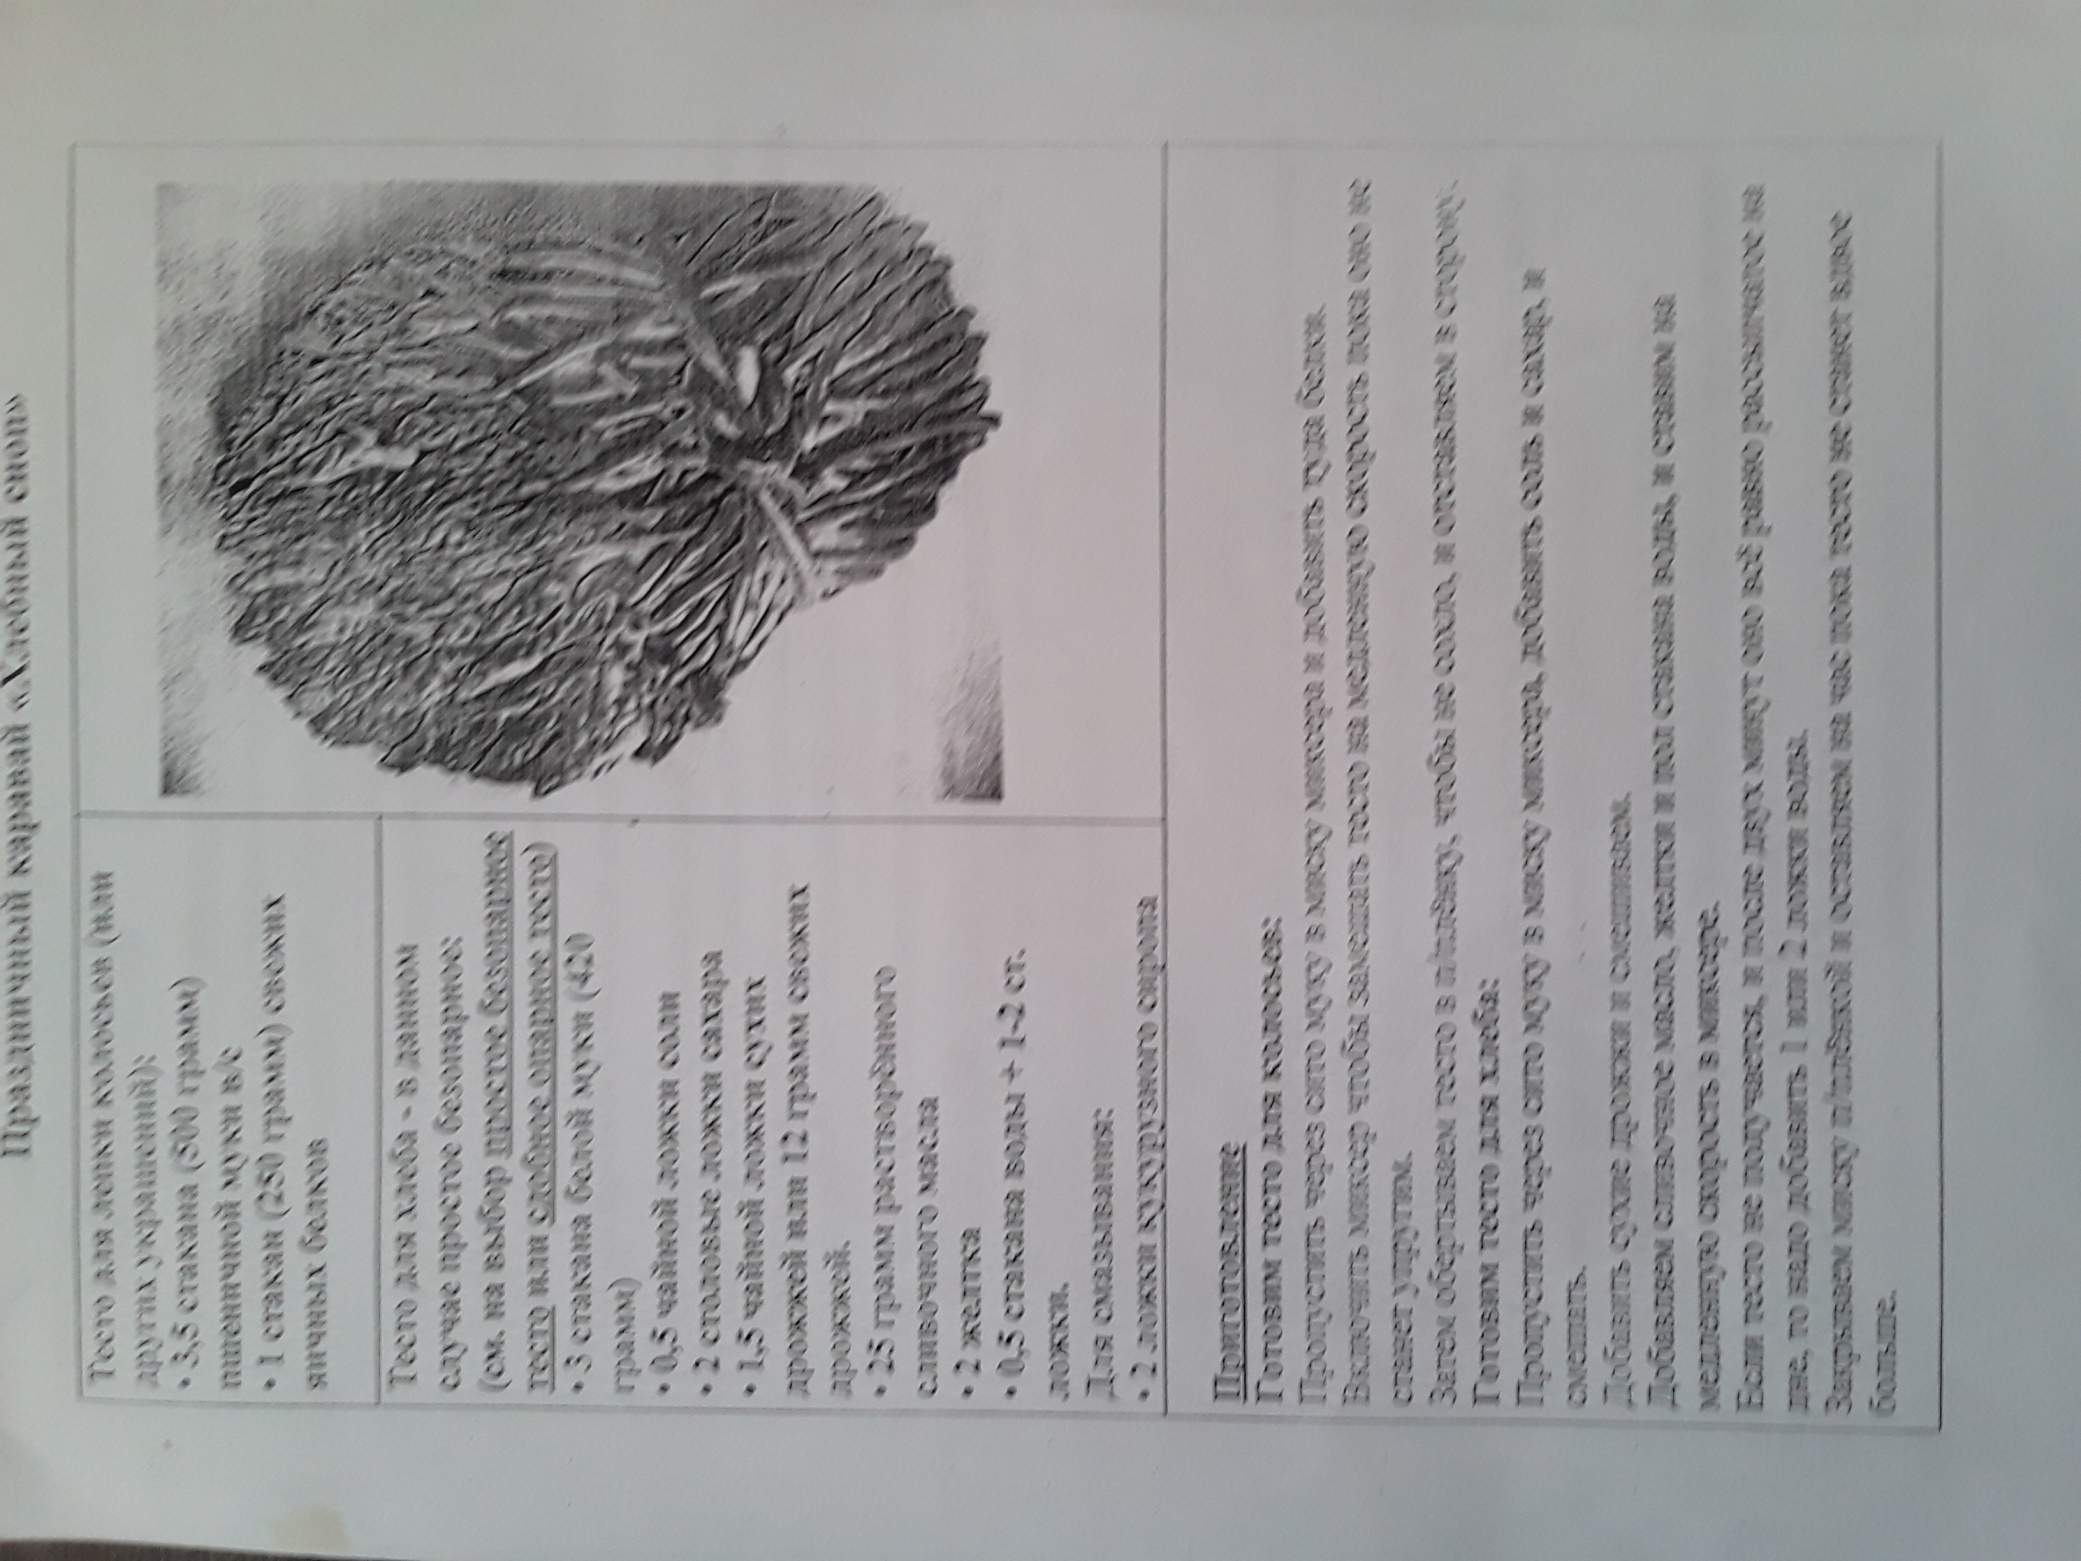 Праздничный каравай «Хлебный сноп»
Тесто для лепки колосьев (или
других украшений):
• 3,5 стакана (500 грамм)
пшеничной муки в/с
• 1 стакан (250 грамм) свежих
яичных белков
Тесто для хлеба - в данном
случае простое безопарное:
(см. на выбор простое безопарное
тесто или сдобное опарное тесто)
• 3 стакана белой муки (420
грамм)
• 0,5 чайной ложки соли
• 2 столовые ложки сахара
• 1,5 чайной ложки сухих
дрожжей или 12 грамм свежих
дрожжей.
• 25 грамм растворённого
сливочного масла
• 2 желтка
• 0,5 стакана воды + 1-2 ст.
ложки.
Для смазывания:
• 2 ложки кукурузного сиропа
Приготовление
Готовим тесто для колосьев:
Пропустить через сито муку в миску миксера и добавить туда белки.
Включить миксер чтобы замешать тесто на медленную скорость пока оно не
станет упругим.
Затем обертываем тесто в п/плёнку, чтобы не сохло, и отставляем в сторону.
Готовим тесто для хлеба:
Пропустить через сито муку в миску миксера, добавить соль и сахар, и
смешать.
Добавить сухие дрожжи и смешиваем.
Добавляем сливочное масло, желтки и пол стакана воды, и ставим на
медленную скорость в миксере.
Если тесто не получается, и после двух минут оно всё равно рассыпчатое на
дне, то надо добавить 1 или 2 ложки воды.
Закрываем миску п/плёнкой и оставляем на час пока тесто не станет вдвое
больше.